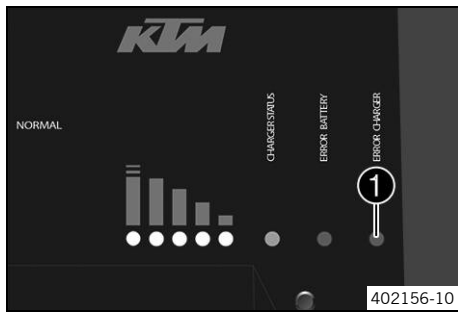 KTM
CHARGER STATUS
ERROR BATTERY
ERROR CHARGER
NORMAL
1
402156-10